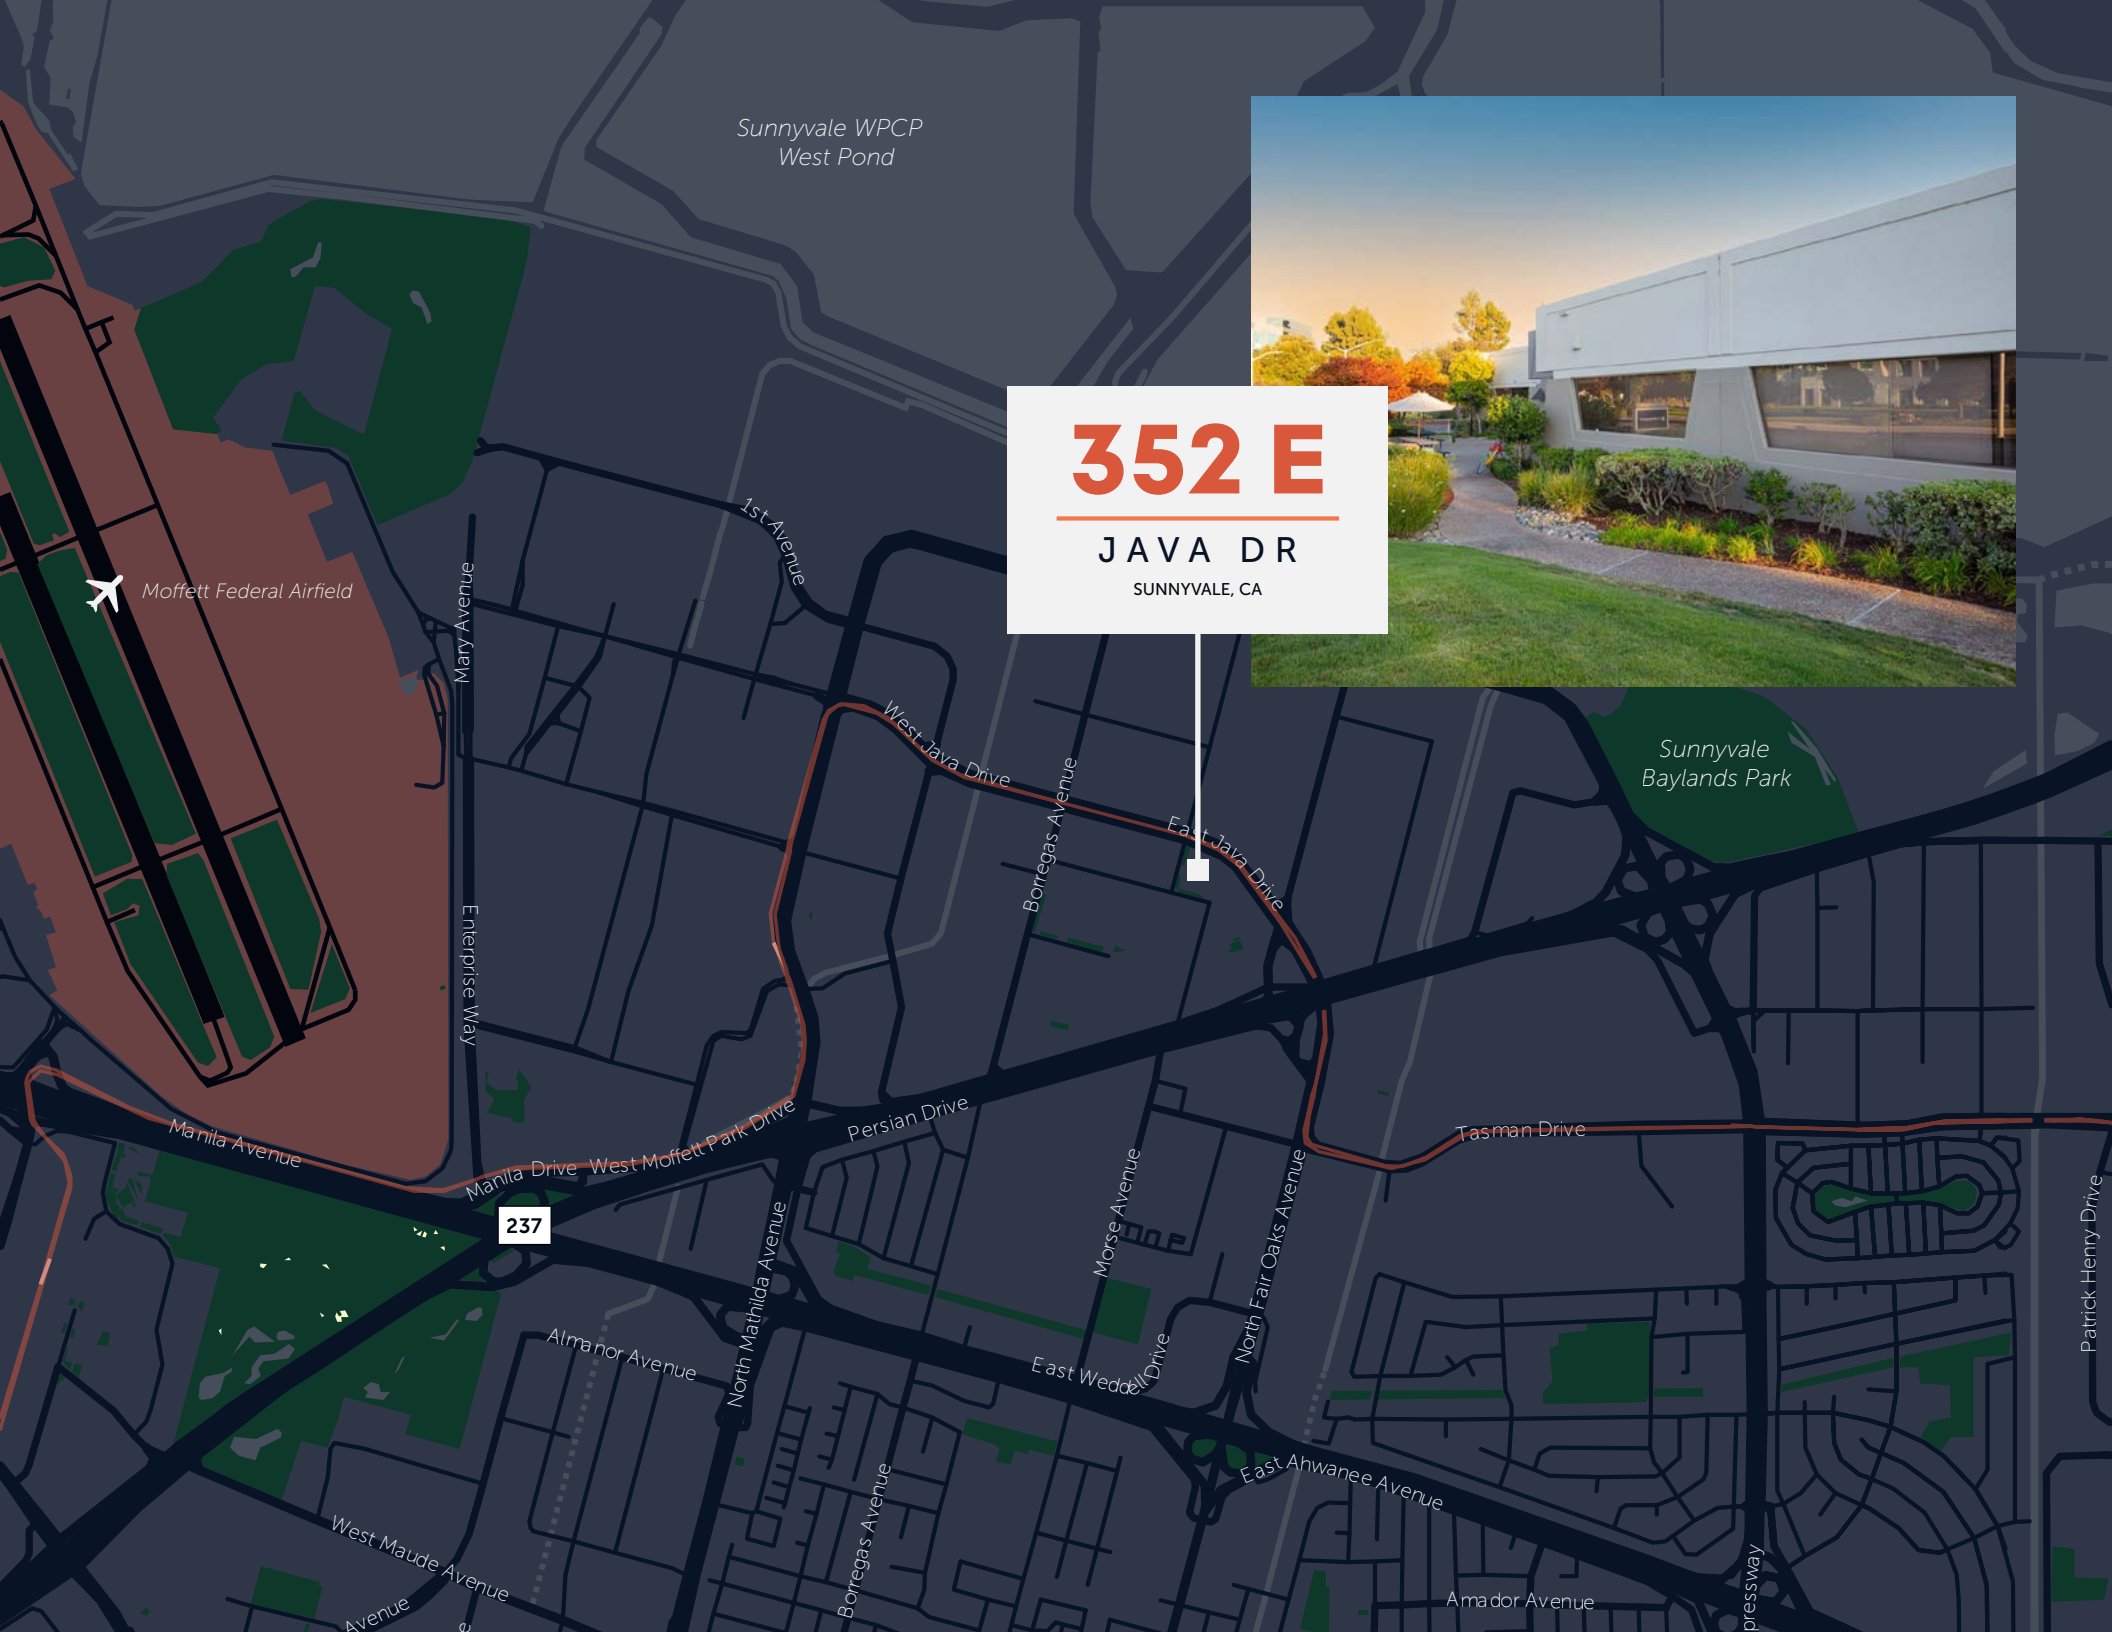 Sunnyvale WPCP
West Pond
352 E
JAVA DR
SUNNYVALE, CA
1st Avenue
Moffett Federal Airfield
Mary Avenue
West Java Drive
Sunnyvale
Baylands Park
Borregas Avenue
East Java Drive
Enterprise Way
Manila Avenue
Manila Drive
West Moffett Park Drive
Persian Drive
Tasman Drive
237
Morse Avenue
North Fair Oaks Avenue
Patrick Henry Drive
North Mathilda Avenue
Almanor Avenue
East Weddell Drive
East Ahwanee Avenue
Borregas Avenue
West Maude Avenue
Avenue
e
pressway
Amador Avenue